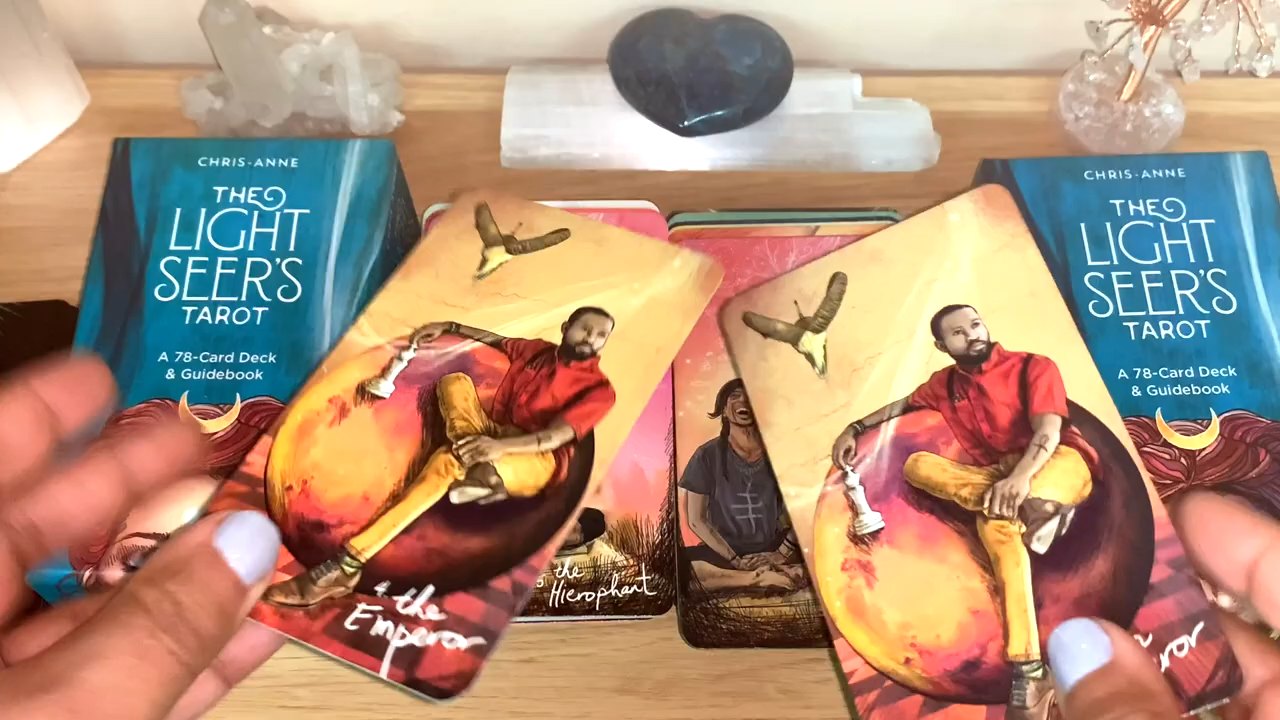 CHRIS-ANNE
THE
LIGHT
SEER'S
TAROT
A 78-Card Deck
& Guidebook
4. the
Emperor
the
Hierophant
CHRIS-ANNE
THE
LIGHT
SEER'S
TAROT
A 78-Card Deck
& Guidebook